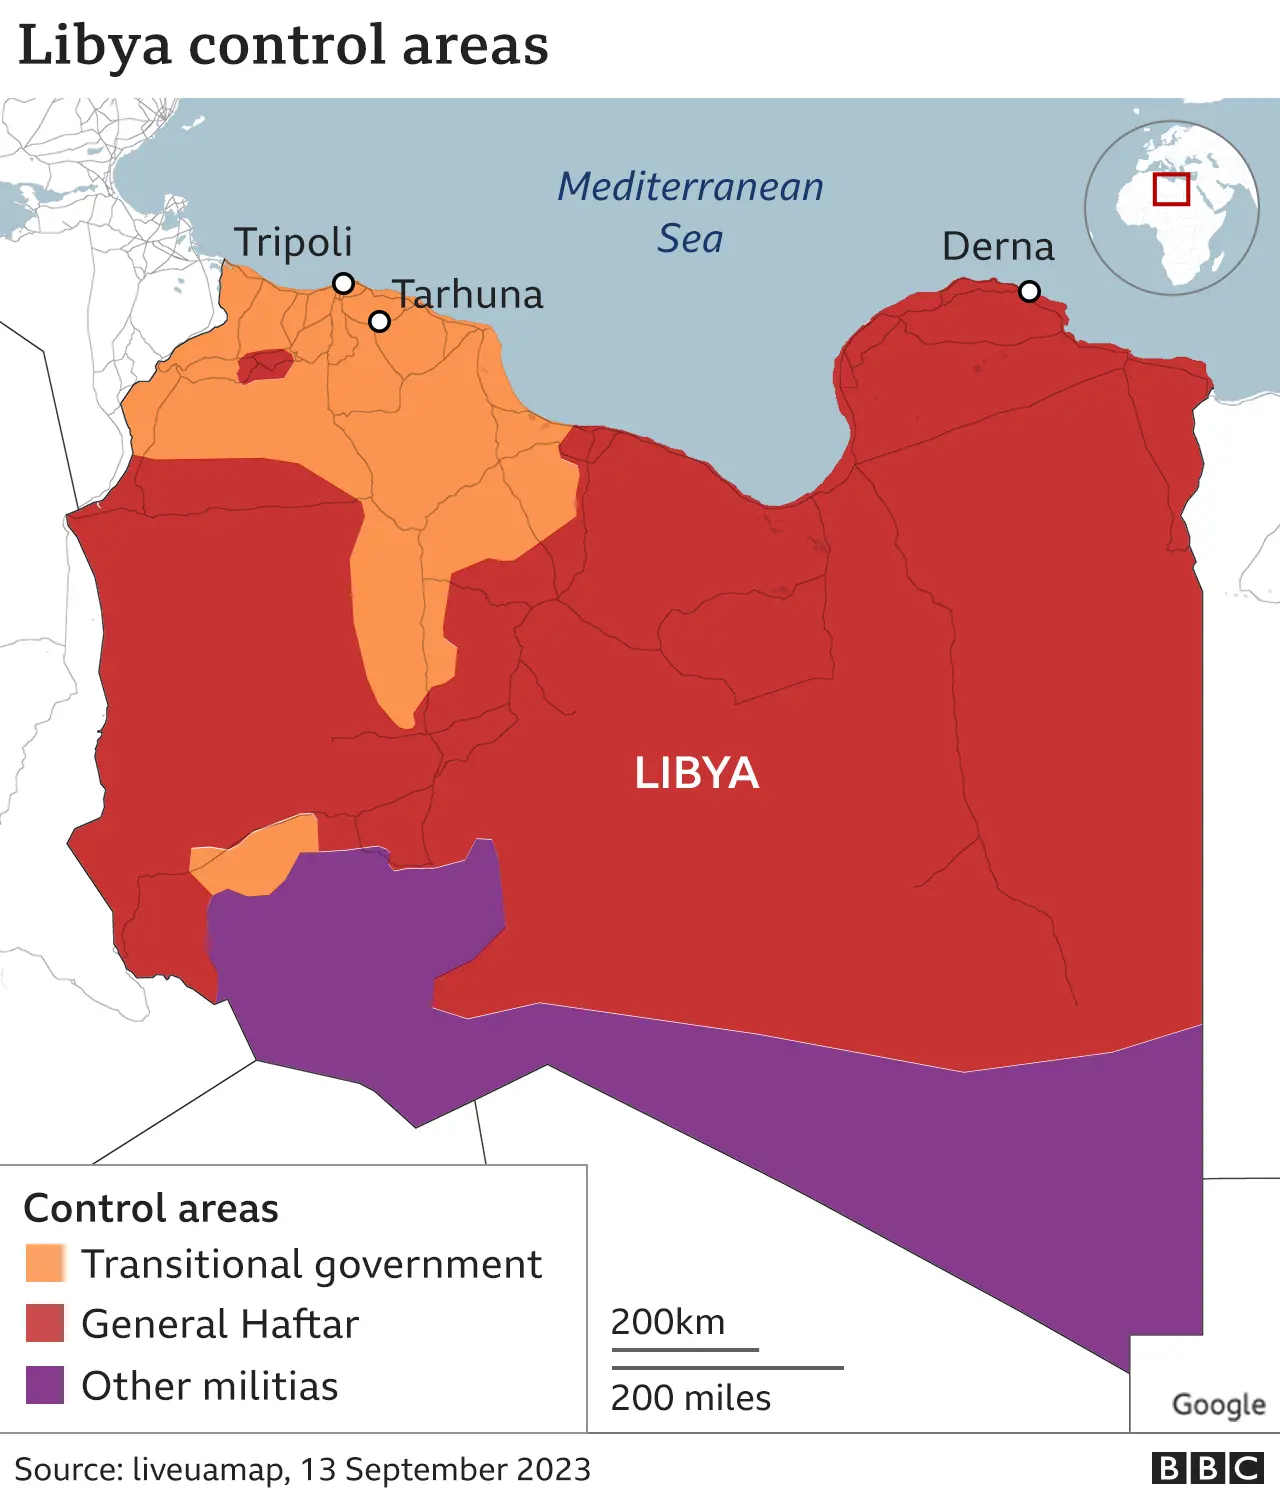 Libya control areas
Mediterranean
Sea
Tripoli
Derna
Tarhuna
LIBYA
Control areas
Transitional government
General Haftar
Other militias
200km
200 miles
Google
Source: liveuamap, 13 September 2023
BBC